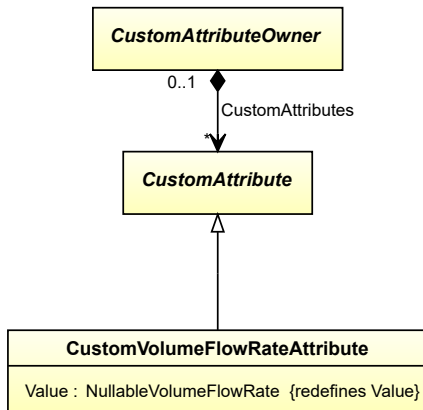 CustomAttributeOwner
0..1
CustomAttributes
*
CustomAttribute
CustomVolumeFlowRateAttribute
Value : NullableVolumeFlowRate {redefines Value}